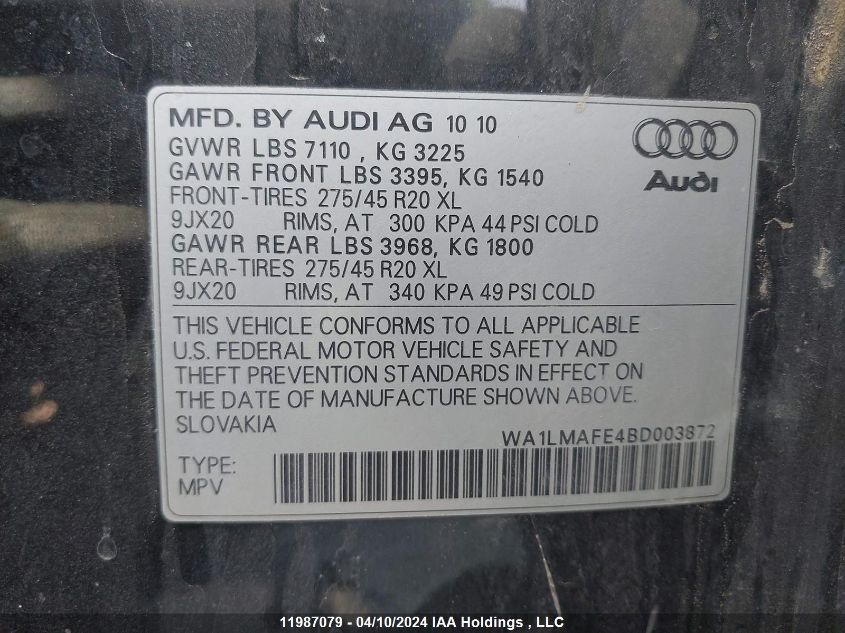 MFD. BY AUDI AG 10 10
GVWR LBS 7110 , KG 3225
GAWR FRONT LBS 3395, KG 1540
FRONT-TIRES 275/45 R20 XL
9JX20 RIMS, AT 300 KPA 44 PSI COLD
GAWR REAR LBS 3968, KG 1800
REAR-TIRES 275/45 R20 XL
9JX20 RIMS, AT 340 KPA 49 PSI COLD
Audi
THIS VEHICLE CONFORMS TO ALL APPLICABLE
U.S. FEDERAL MOTOR VEHICLE SAFETY AND
THEFT PREVENTION STANDARDS IN EFFECT ON
THE DATE OF MANUFACTURE SHOWN ABOVE.
SLOVAKIA
WA1LMAFE4BD003872
TYPE:
MPV
11987079 - 04/10/2024 IAA Holdings , LLC